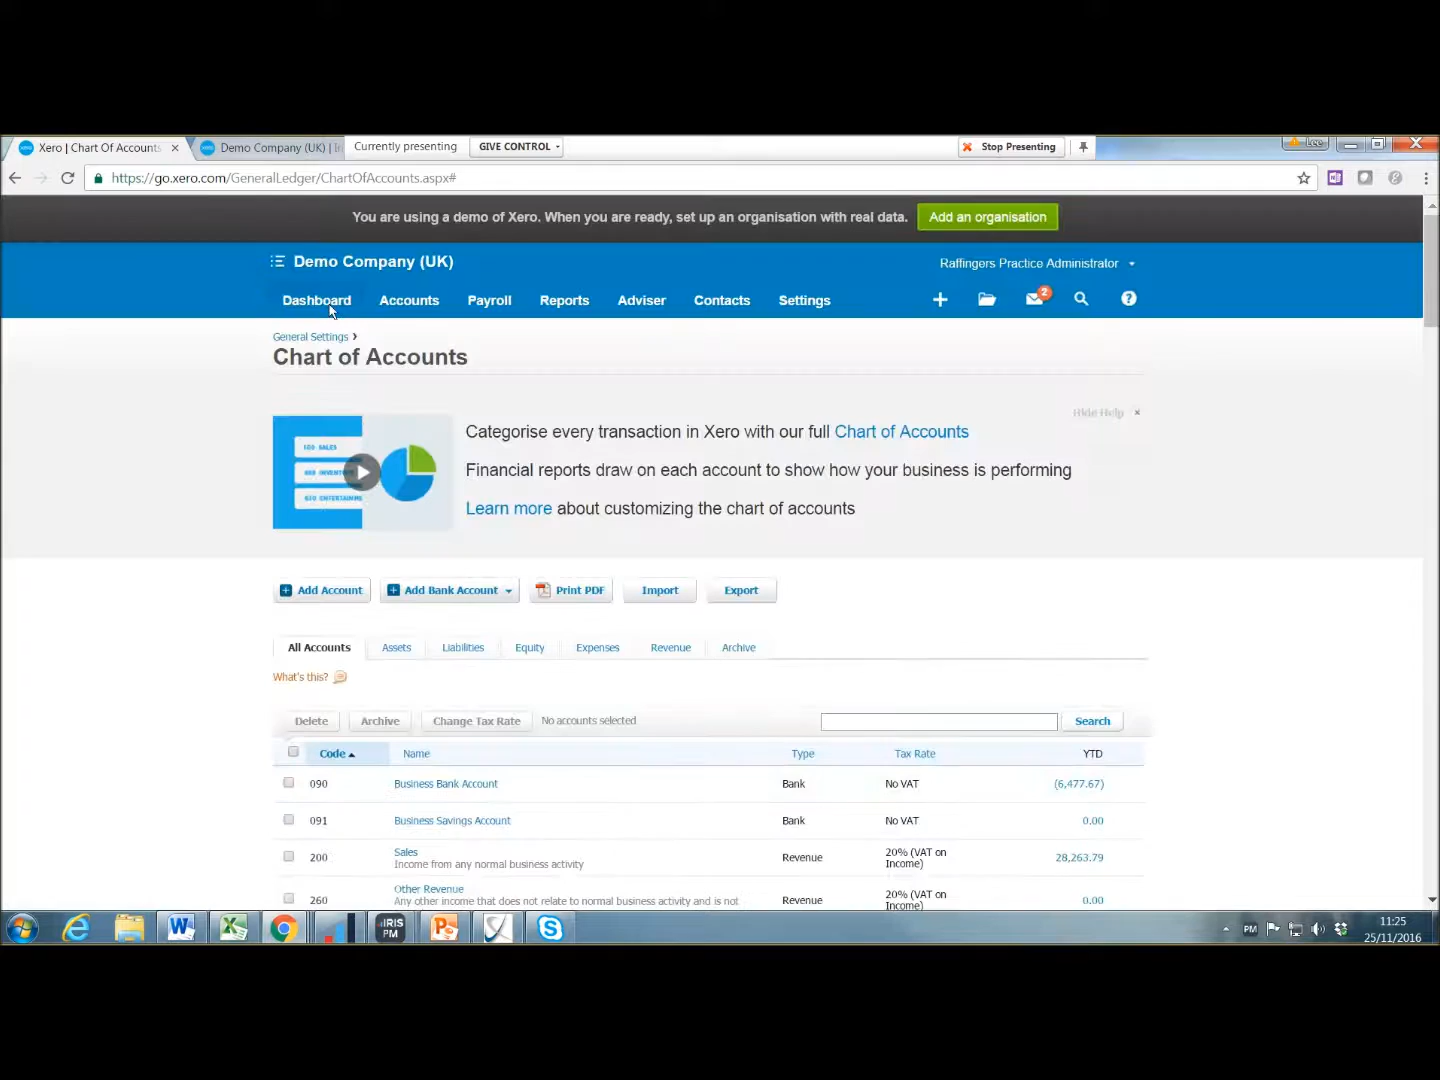 Xero | Chart Of Accounts
Demo Company (UK) | In
Currently presenting
GIVE CONTROL
Stop Presenting
Lee
https://go.xero.com/GeneralLedger/ChartOfAccounts.aspx#
You are using a demo of Xero. When you are ready, set up an organisation with real data.
Add an organisation
Demo Company (UK)
Raffingers Practice Administrator
Dashboard Accounts Payroll Reports Adviser Contacts Settings
2
General Settings ›
Chart of Accounts
Hide Help
Categorise every transaction in Xero with our full Chart of Accounts
Financial reports draw on each account to show how your business is performing
Learn more about customizing the chart of accounts
Add Account Add Bank Account Print PDF Import Export
All Accounts Assets Liabilities Equity Expenses Revenue Archive
What's this?
Delete Archive Change Tax Rate No accounts selected Search
Code Name Type Tax Rate YTD
090 Business Bank Account Bank No VAT (6,477.67)
091 Business Savings Account Bank No VAT 0.00
200 Sales Revenue 20% (VAT on Income) 28,263.79
Income from any normal business activity
260 Other Revenue Revenue 20% (VAT on Income) 0.00
Any other income that does not relate to normal business activity and is not
IRIS
PM
PM
11:25
25/11/2016